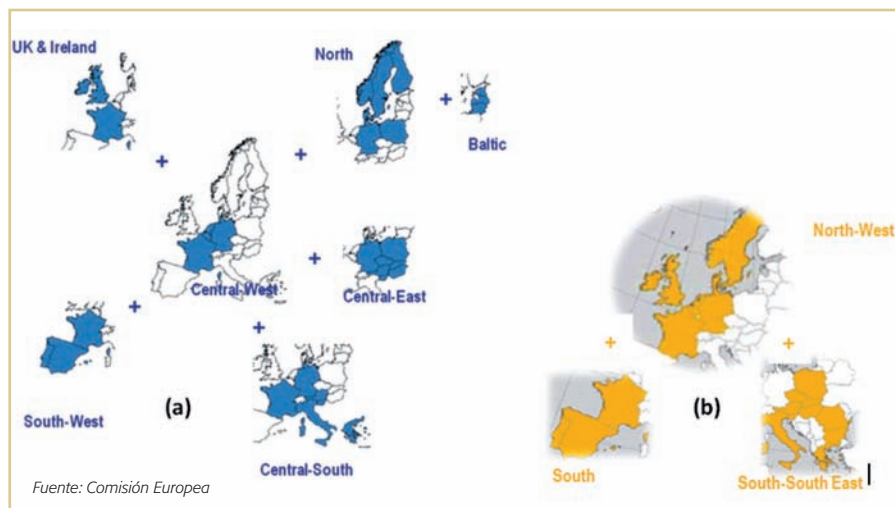 UK & Ireland
North
+
Baltic
+
+
North-West
+
Central-West
Central-East
+
+
+
+
South-West
(a)
(b)
Central-South
South
South-South East
Fuente: Comisión Europea